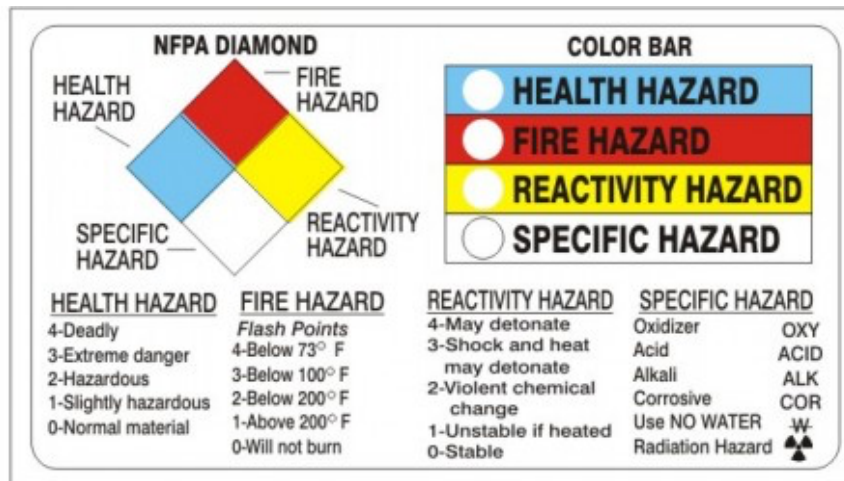 NFPA DIAMOND
HEALTH
HAZARD
FIRE
HAZARD
SPECIFIC
HAZARD
REACTIVITY
HAZARD
COLOR BAR
HEALTH HAZARD
FIRE HAZARD
REACTIVITY HAZARD
SPECIFIC HAZARD
HEALTH HAZARD
4-Deadly
3-Extreme danger
2-Hazardous
1-Slightly hazardous
0-Normal material
FIRE HAZARD
Flash Points
4-Below 73° F
3-Below 100° F
2-Below 200° F
1-Above 200° F
0-Will not burn
REACTIVITY HAZARD
4-May detonate
3-Shock and heat
may detonate
2-Violent chemical
change
1-Unstable if heated
0-Stable
SPECIFIC HAZARD
Oxidizer OXY
Acid ACID
Alkali ALK
Corrosive COR
Use NO WATER W
Radiation Hazard